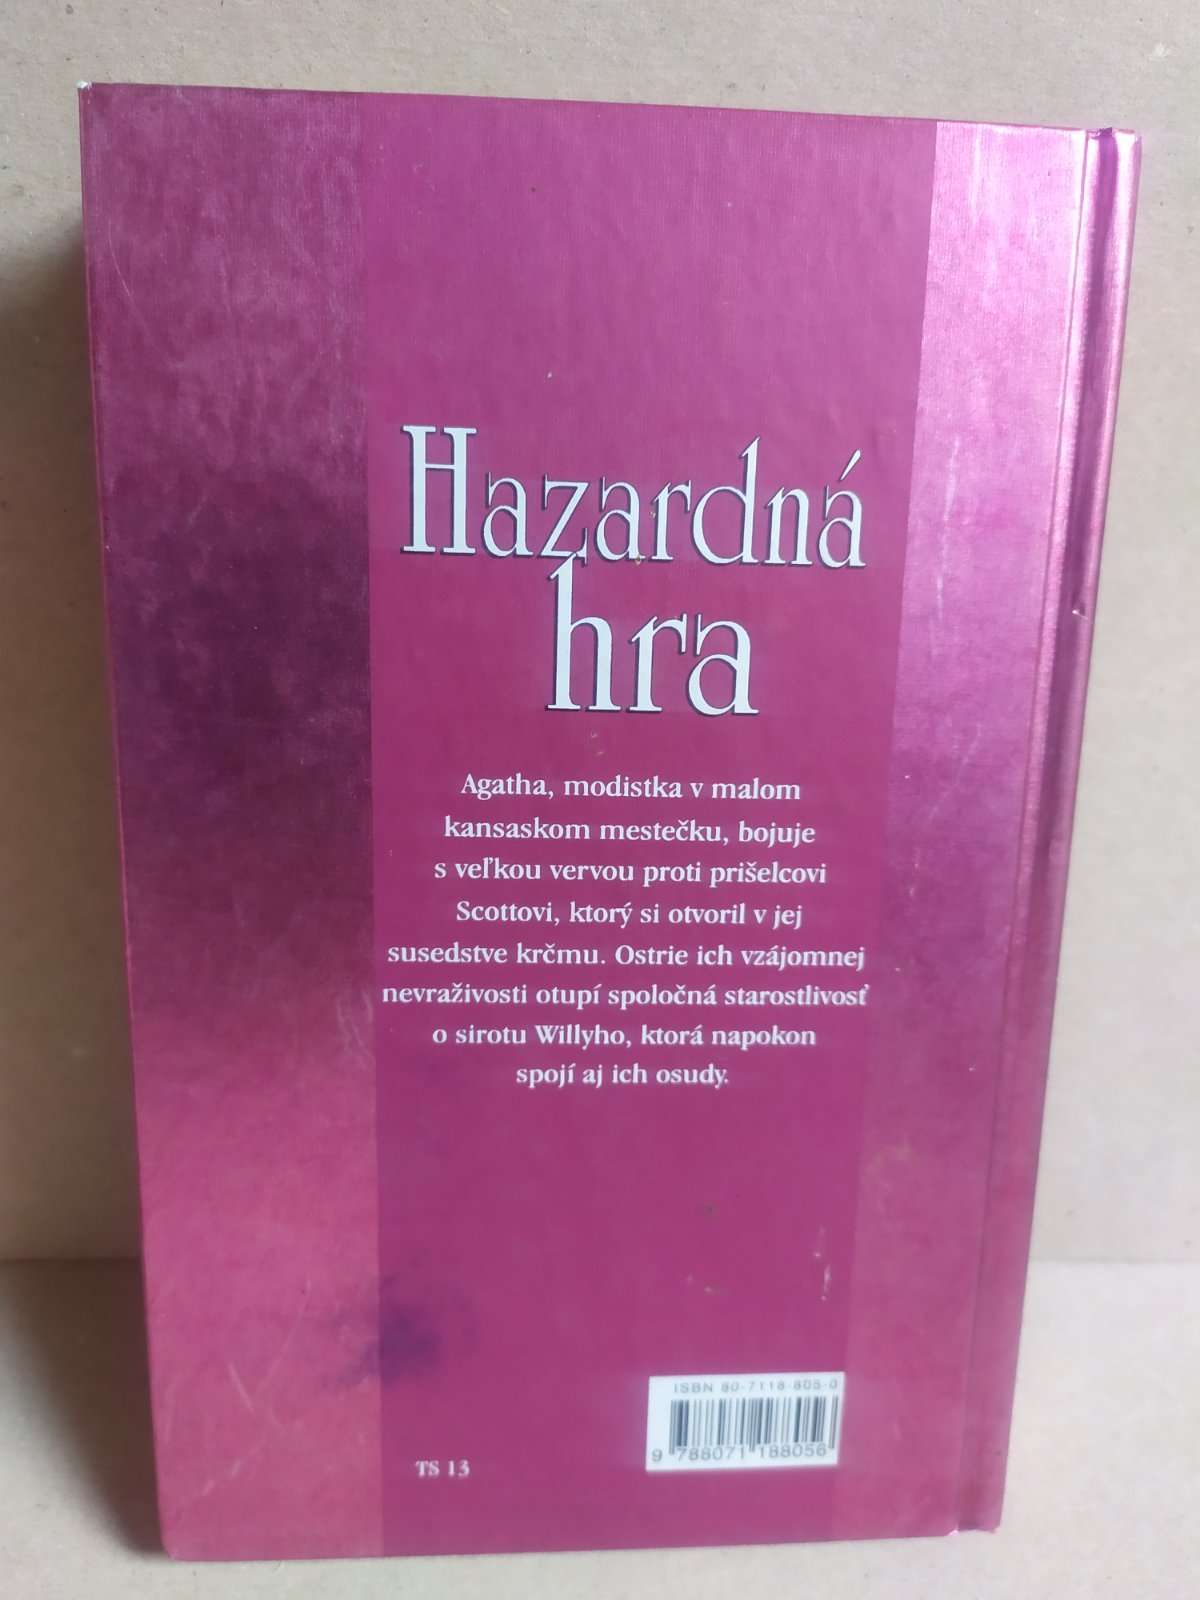 Hazardná
hra
Agatha, modistka v malom
kansaskom mestečku, bojuje
s veľkou vervou proti prišelcovi
Scottovi, ktorý si otvoril v jej
susedstve krčmu. Ostrie ich vzájomnej
nevraživosti otupí spoločná starostlivosť
o sirotu Willyho, ktorá napokon
spojí aj ich osudy.
ISBN 80-7118-805-0
9 788071 188056
TS 13